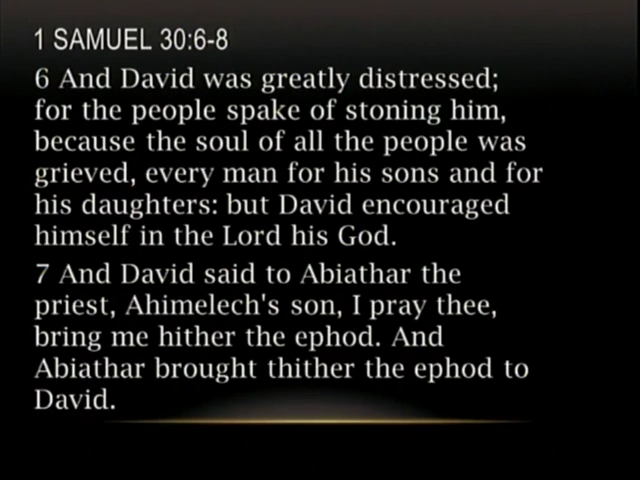 1 SAMUEL 30:6-8
6 And David was greatly distressed;
for the people spake of stoning him,
because the soul of all the people was
grieved, every man for his sons and for
his daughters: but David encouraged
himself in the Lord his God.
7 And David said to Abiathar the
priest, Ahimelech's son, I pray thee,
bring me hither the ephod. And
Abiathar brought thither the ephod to
David.